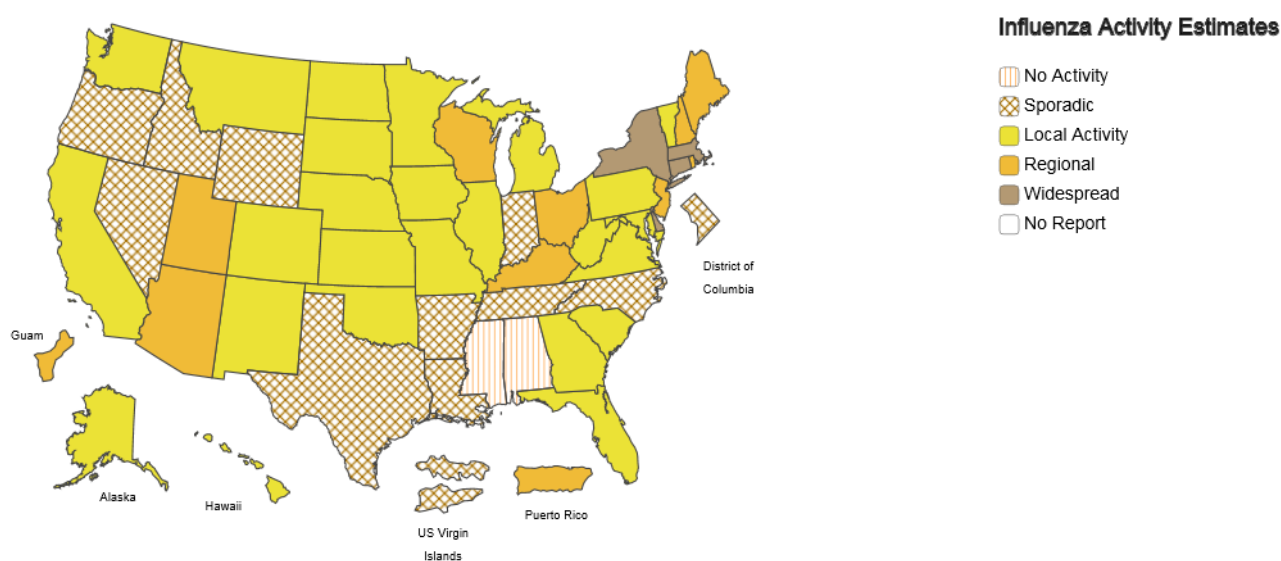 Influenza Activity Estimates
No Activity
Sporadic
Local Activity
Regional
Widespread
No Report
District of
Columbia
Guam
Alaska
Hawaii
US Virgin
Islands
Puerto Rico